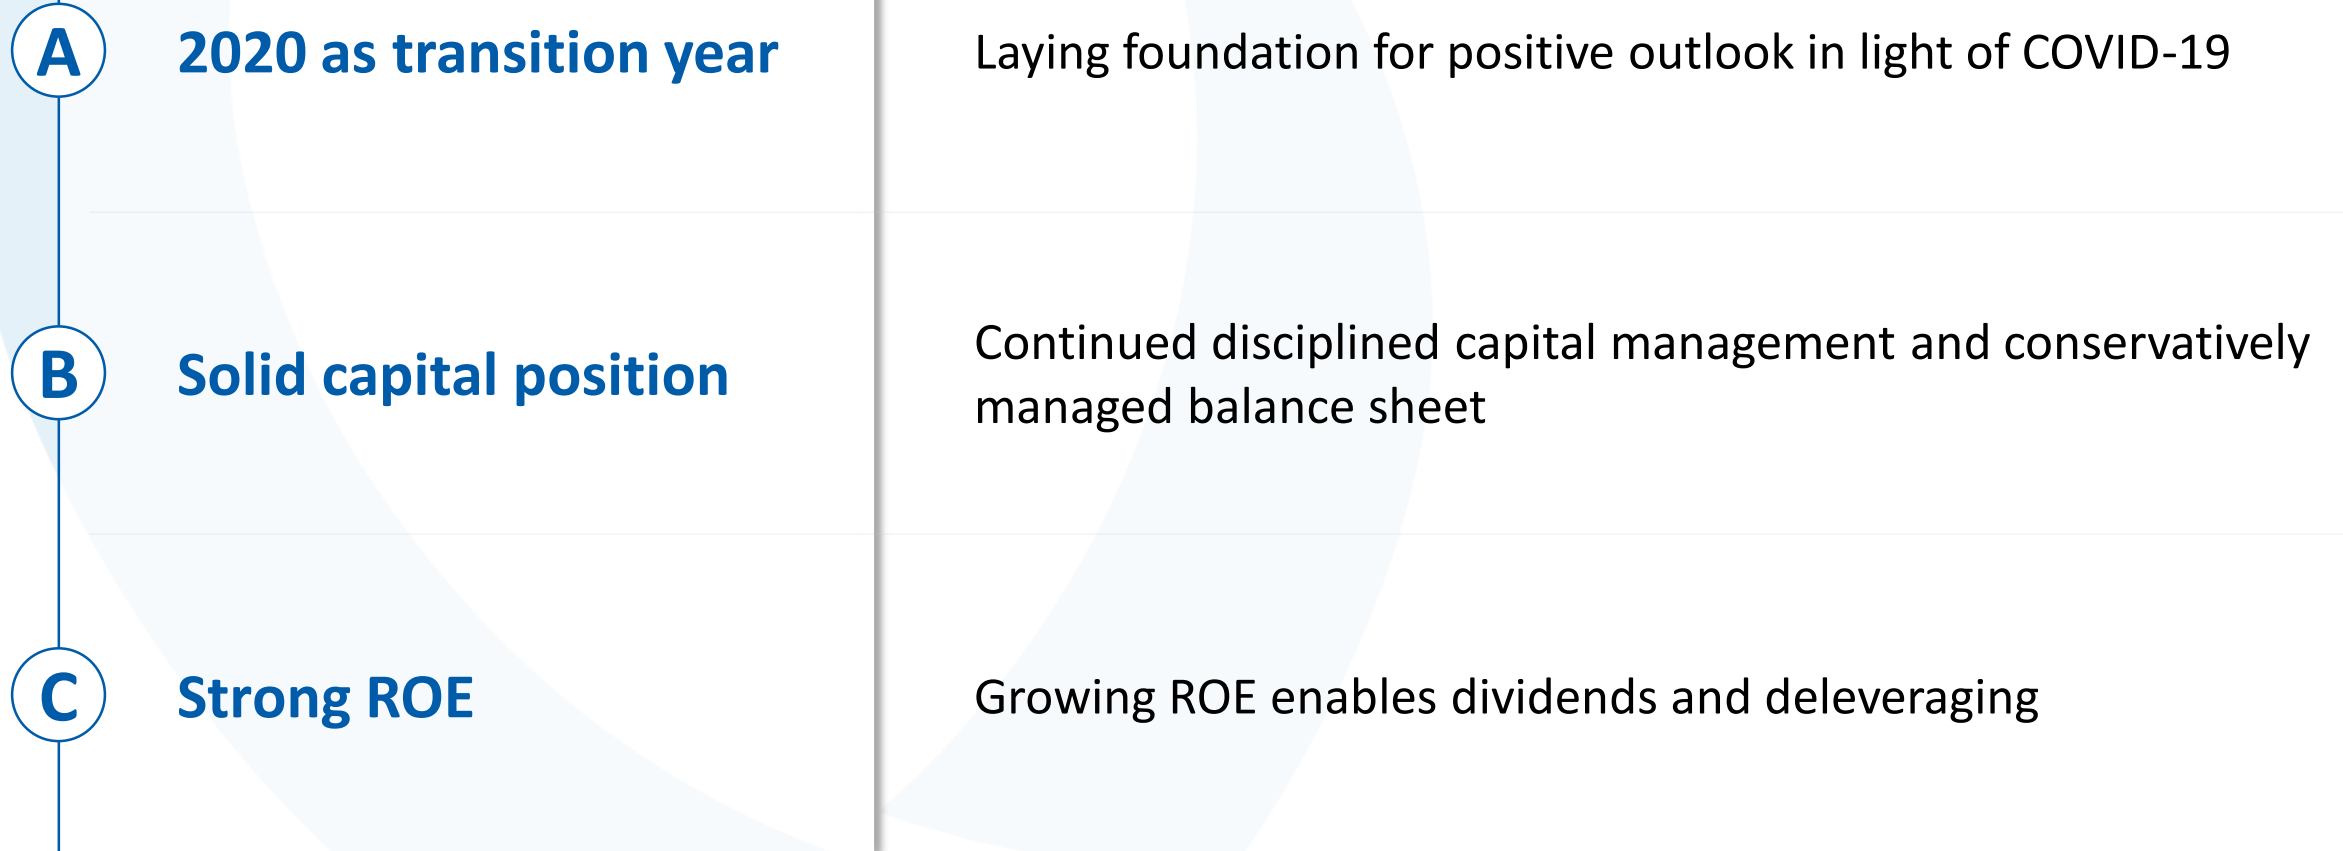 A
2020 as transition year
Laying foundation for positive outlook in light of COVID-19
B
Solid capital position
Continued disciplined capital management and conservatively
managed balance sheet
C
Strong ROE
Growing ROE enables dividends and deleveraging